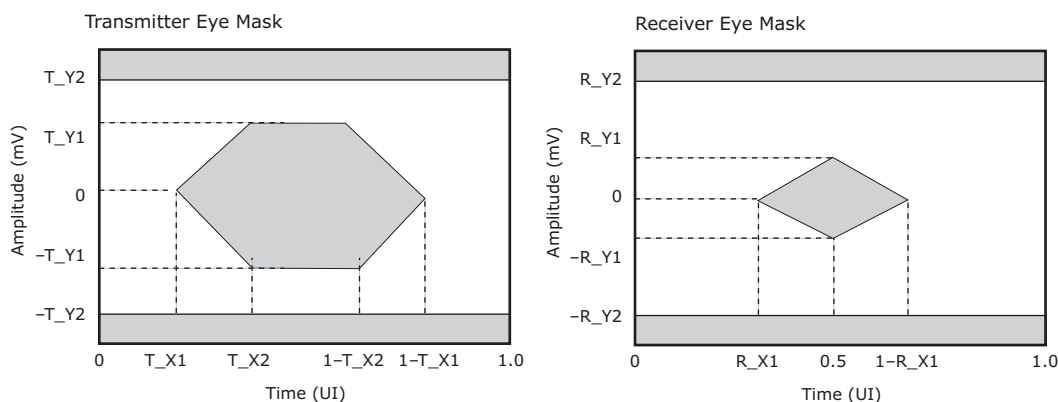 Transmitter Eye Mask
Amplitude (mV)
T_Y2
T_Y1
0
–T_Y1
–T_Y2
0 T_X1 T_X2 1–T_X2 1–T_X1 1.0
Time (UI)
Receiver Eye Mask
Amplitude (mV)
R_Y2
R_Y1
0
–R_Y1
–R_Y2
0 R_X1 0.5 1–R_X1 1.0
Time (UI)